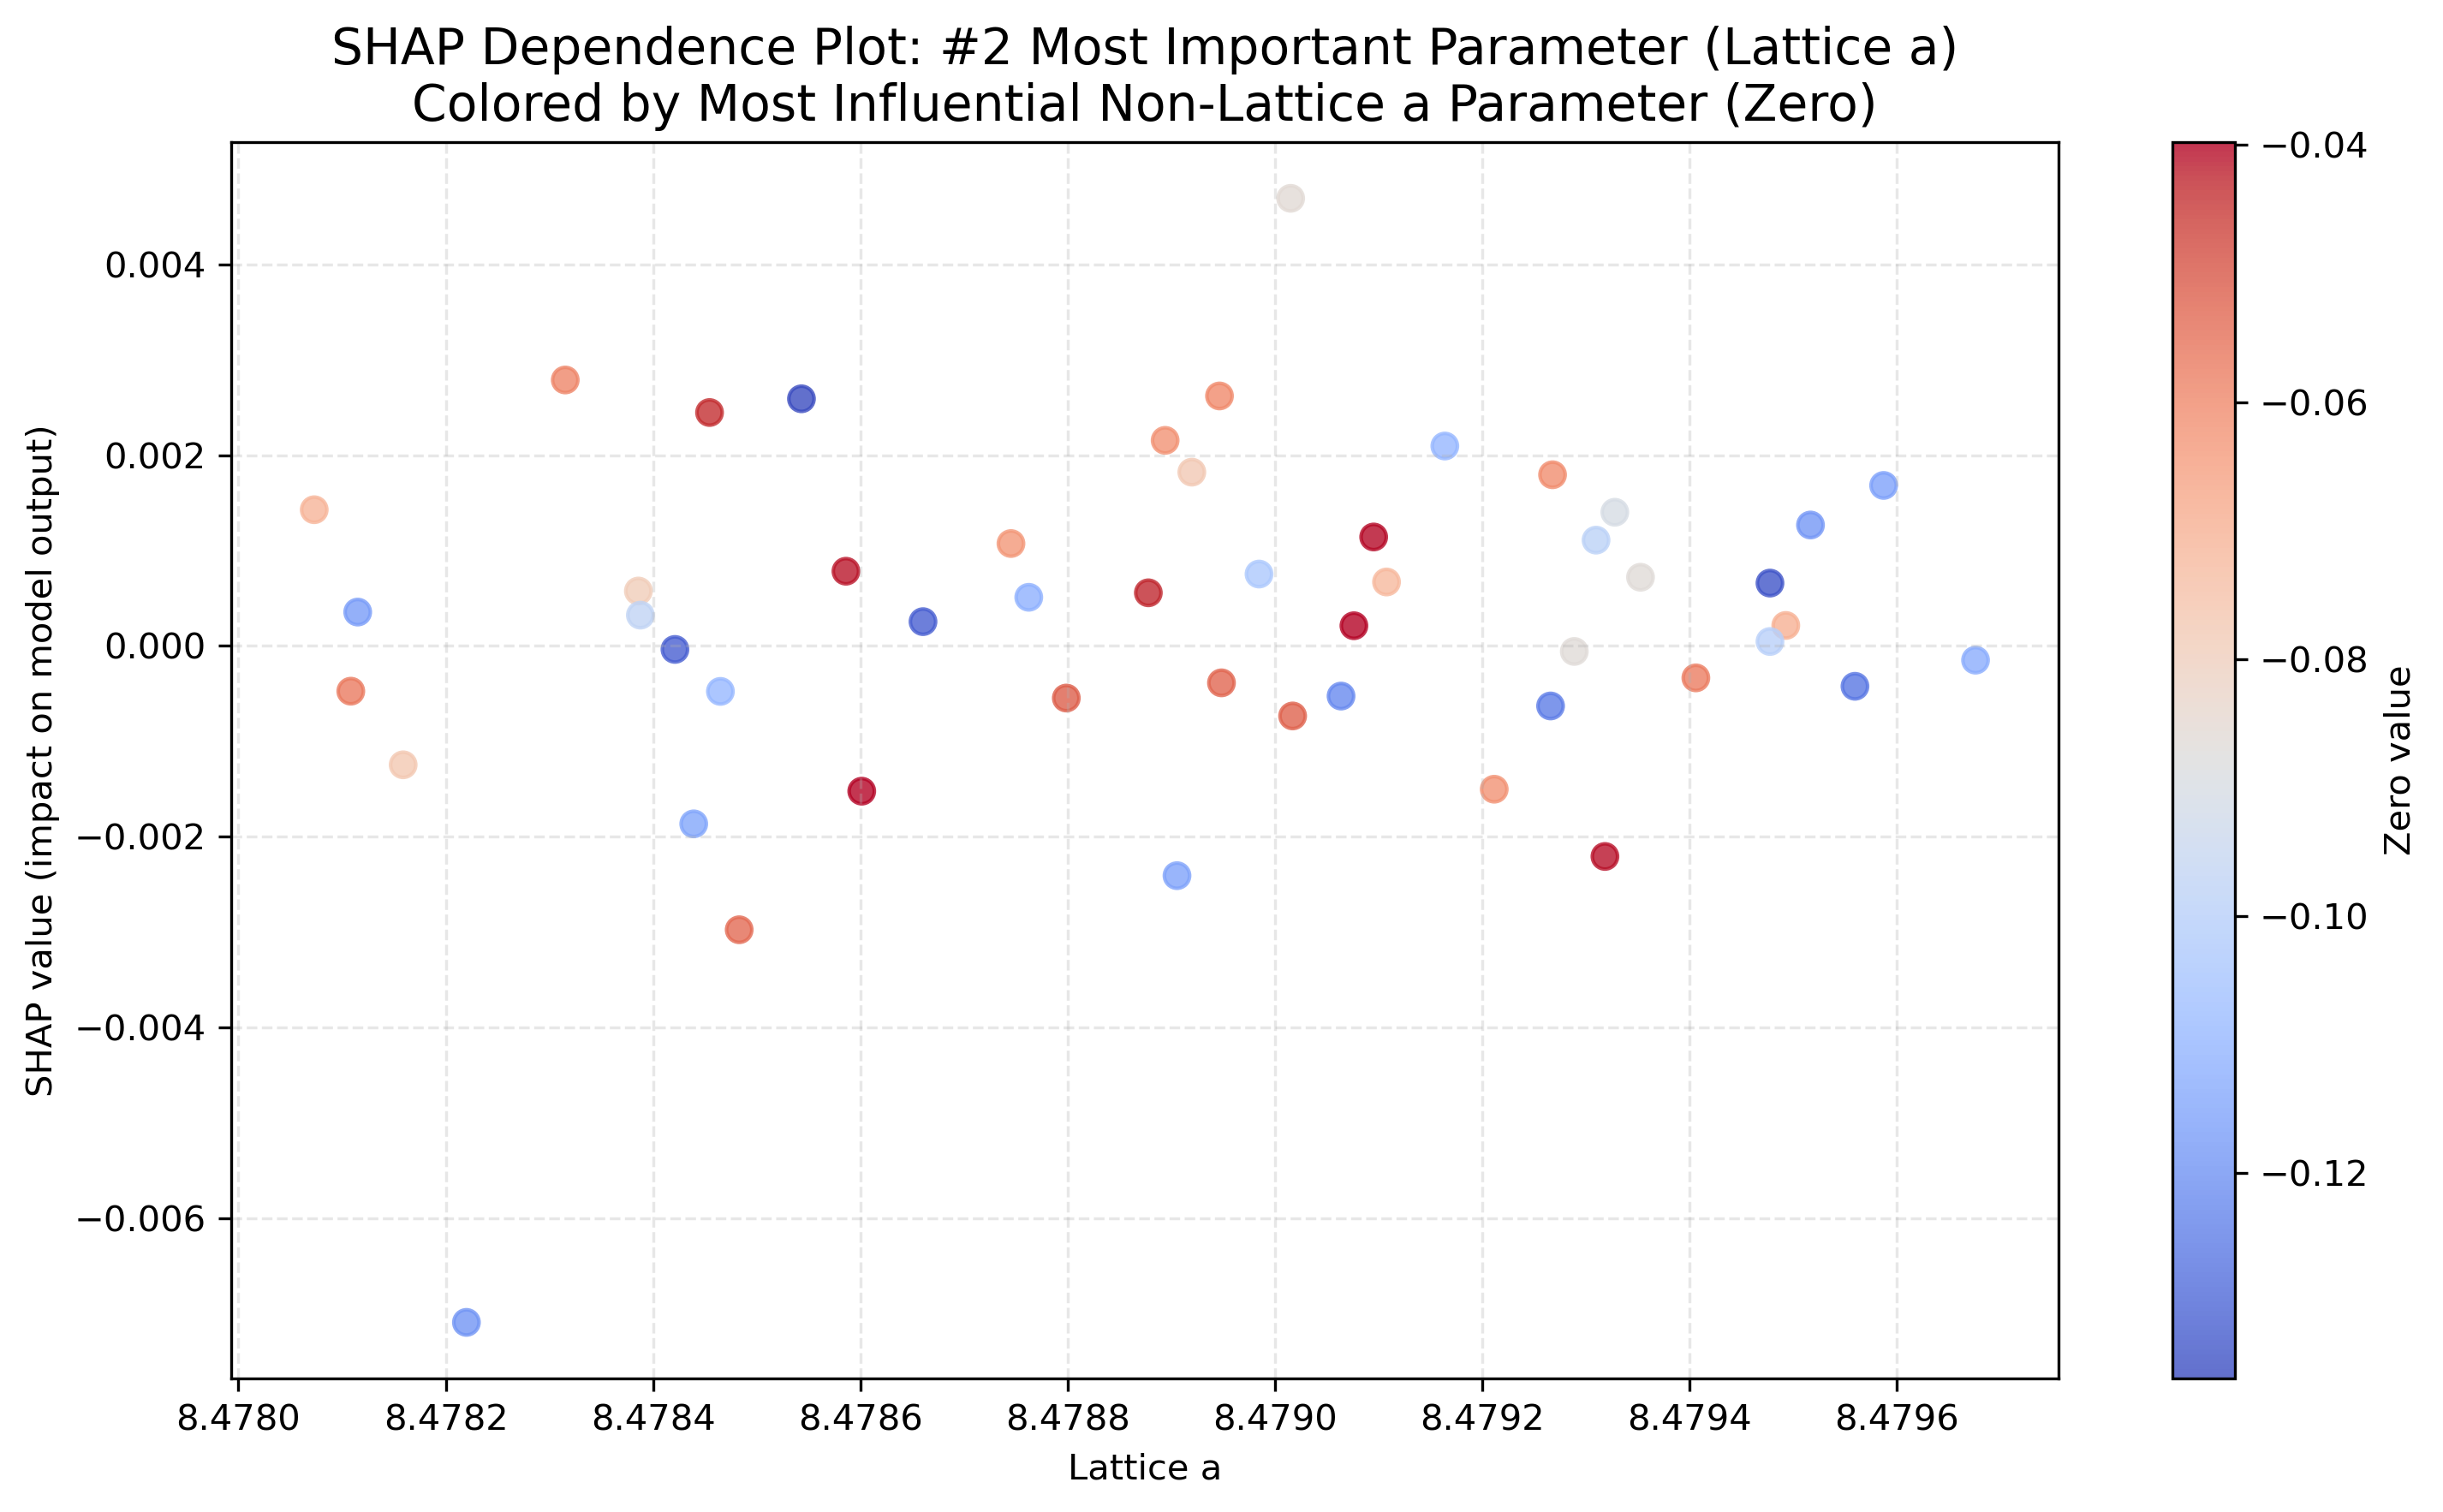 SHAP Dependence Plot: #2 Most Important Parameter (Lattice a)
Colored by Most Influential Non-Lattice a Parameter (Zero)
SHAP value (impact on model output)
0.004
0.002
0.000
−0.002
−0.004
−0.006
8.4780 8.4782 8.4784 8.4786 8.4788 8.4790 8.4792 8.4794 8.4796
Lattice a
−0.04
−0.06
−0.08
−0.10
−0.12
Zero value